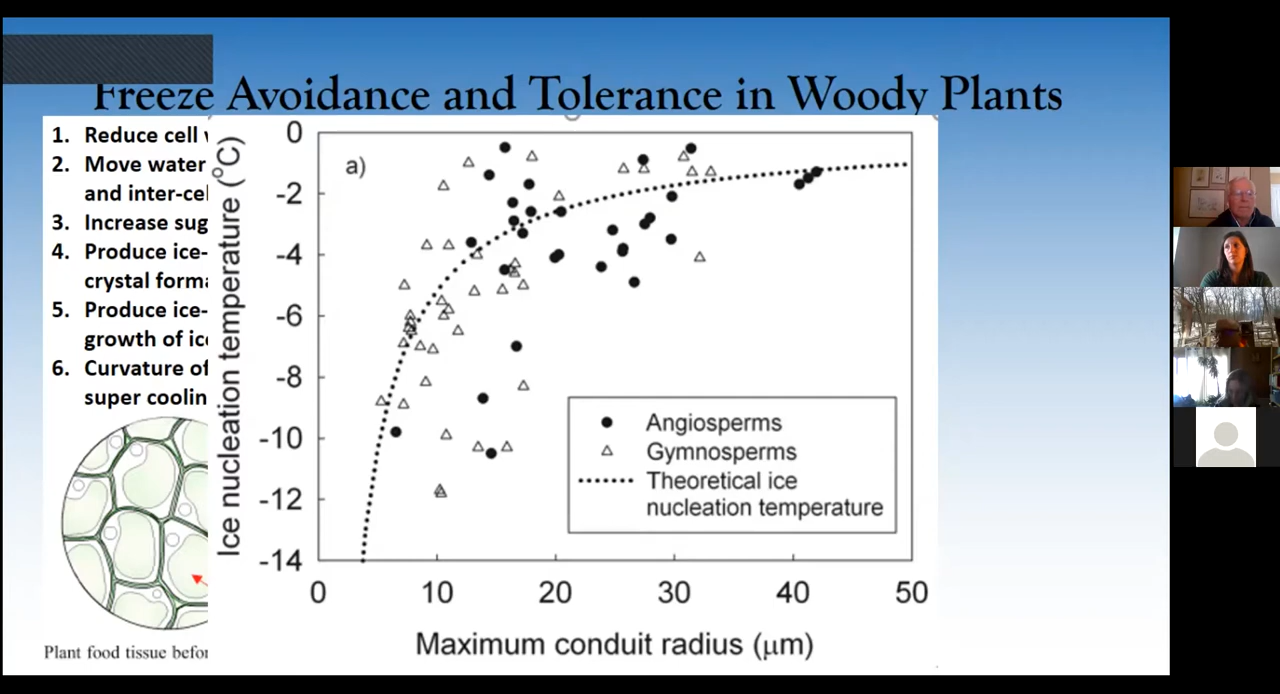 Freeze Avoidance and Tolerance in Woody Plants
1. Reduce cell
2. Move water
and inter-cel
3. Increase sug
4. Produce ice-
crystal forma
5. Produce ice-
growth of ice
6. Curvature of
super coolin
Plant food tissue befor
a)
Ice nucleation temperature (°C)
0
-2
-4
-6
-8
-10
-12
-14
Angiosperms
Gymnosperms
Theoretical ice
nucleation temperature
0 10 20 30 40 50
Maximum conduit radius (μm)